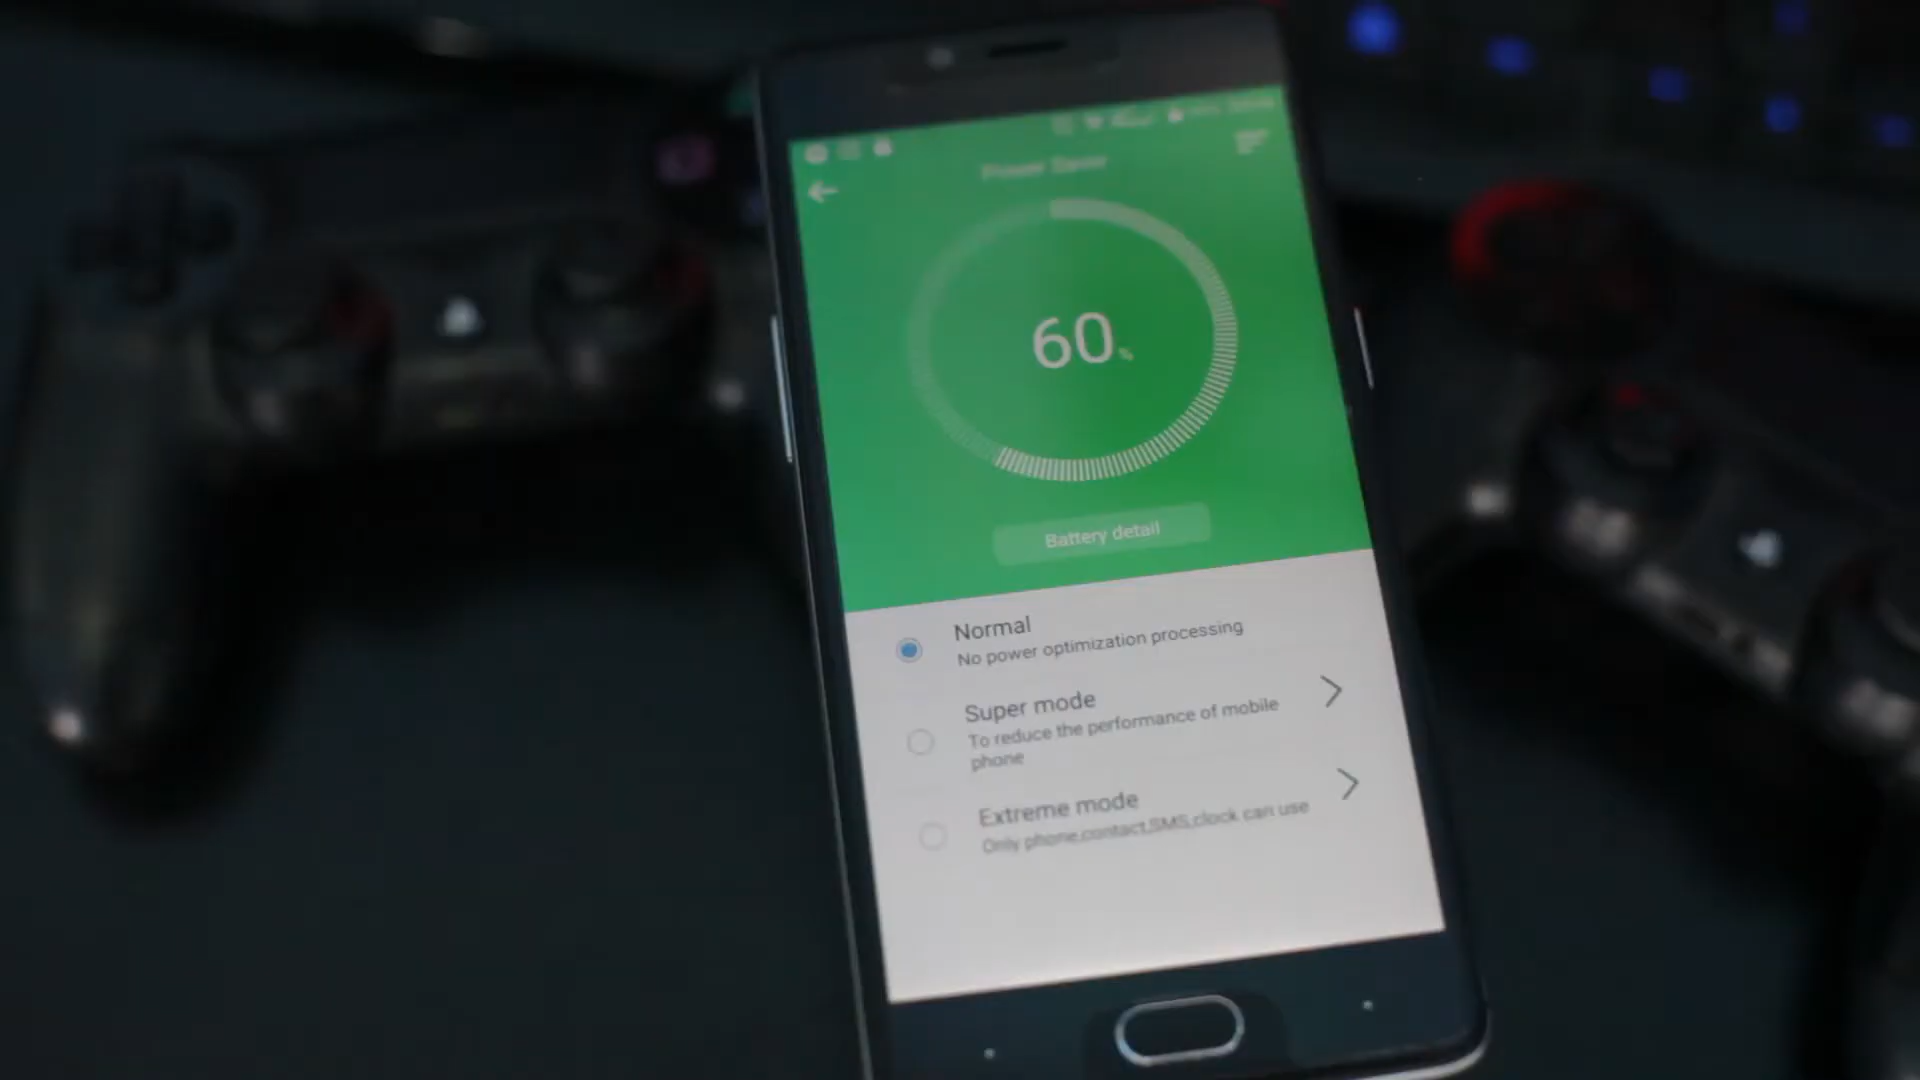 Power Saver
60%
Battery detail
Normal
No power optimization processing
Super mode
To reduce the performance of mobile
phone
Extreme mode
Only phone,contact,SMS,clock can use